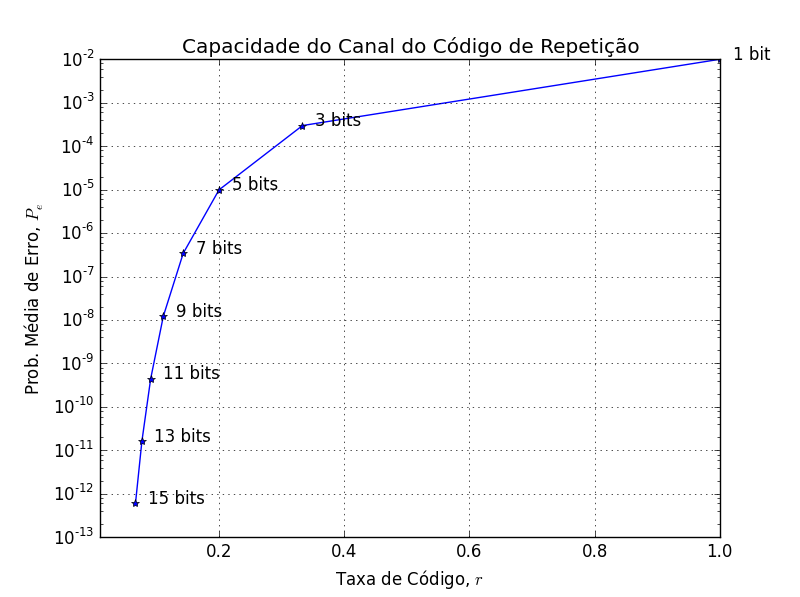 Capacidade do Canal do Código de Repetição
10^-2
10^-3
10^-4
10^-5
10^-6
10^-7
10^-8
10^-9
10^-10
10^-11
10^-12
10^-13
Prob. Média de Erro, P_e
1 bit
3 bits
5 bits
7 bits
9 bits
11 bits
13 bits
15 bits
0.2 0.4 0.6 0.8 1.0
Taxa de Código, r